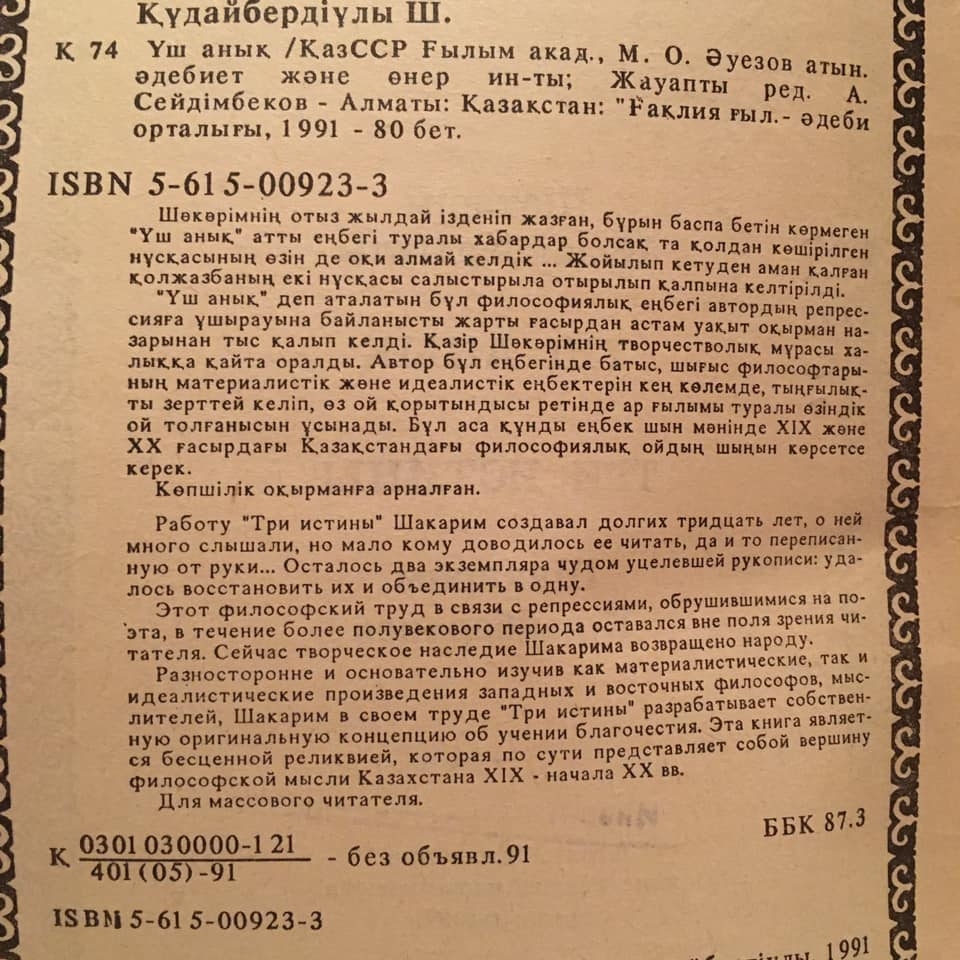 Құдайбердіұлы Ш.
Қ 74 Үш анық /ҚазССР Ғылым акад., М. О. Әуезов атын.
әдебиет және өнер ин-ты; Жауапты ред. А.
Сейдімбеков - Алматы: Қазақстан: "Ғақлия ғыл.- әдеби
орталығы, 1991 - 80 бет.
ISBN 5-615-00923-3
Шәкәрімнің отыз жылдай ізденіп жазған, бұрын баспа бетін көрмеген
"Үш анық" атты еңбегі туралы хабардар болсақ та қолдан көшірілген
нұсқасының өзін де оқи алмай келдік ... Жойылып кетуден аман қалған
қолжазбаның екі нұсқасы салыстырыла отырылып қалпына келтірілді.
"Үш анық" деп аталатын бұл философиялық еңбегі автордың репрес-
сияға ұшырауына байланысты жарты ғасырдан астам уақыт оқырман на-
зарынан тыс қалып келді. Қазір Шәкәрімнің творчестволық мұрасы ха-
лыққа қайта оралды. Автор бұл еңбегінде батыс, шығыс философтары-
ның материалистік және идеалистік еңбектерін кең көлемде, тыңғылық-
ты зерттей келіп, өз ой қорытындысы ретінде ар ғылымы туралы өзіндік
ой толғанысын ұсынады. Бұл аса құнды еңбек шын мәнінде XIX және
XX ғасырдағы Қазақстандағы философиялық ойдың шыңын көрсетсе
керек.
Көпшілік оқырманға арналған.
Работу "Три истины" Шакарим создавал долгих тридцать лет, о ней
много слышали, но мало кому доводилось ее читать, да и то переписан-
ную от руки... Осталось два экземпляра чудом уцелевшей рукописи: уда-
лось восстановить их и объединить в одну.
Этот философский труд в связи с репрессиями, обрушившимися на по-
эта, в течение более полувекового периода оставался вне поля зрения чи-
тателя. Сейчас творческое наследие Шакарима возвращено народу.
Разносторонне и основательно изучив как материалистические, так и
идеалистические произведения западных и восточных философов, мыс-
лителей, Шакарим в своем труде "Три истины" разрабатывает собствен-
ную оригинальную концепцию об учении благочестия. Эта книга являет-
ся бесценной реликвией, которая по сути представляет собой вершину
философской мысли Казахстана XIX - начала XX вв.
Для массового читателя.
ББК 87.3
Қ 0301030000-121
401(05)-91 - без объявл.91
ISBM 5-615-00923-3
1991